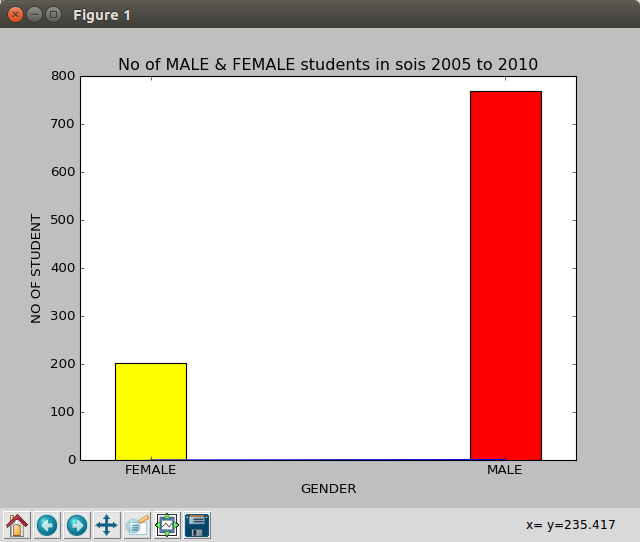 Figure 1
No of MALE & FEMALE students in sois 2005 to 2010
800
700
600
500
400
300
200
100
0
NO OF STUDENT
FEMALE MALE
GENDER
x= y=235.417